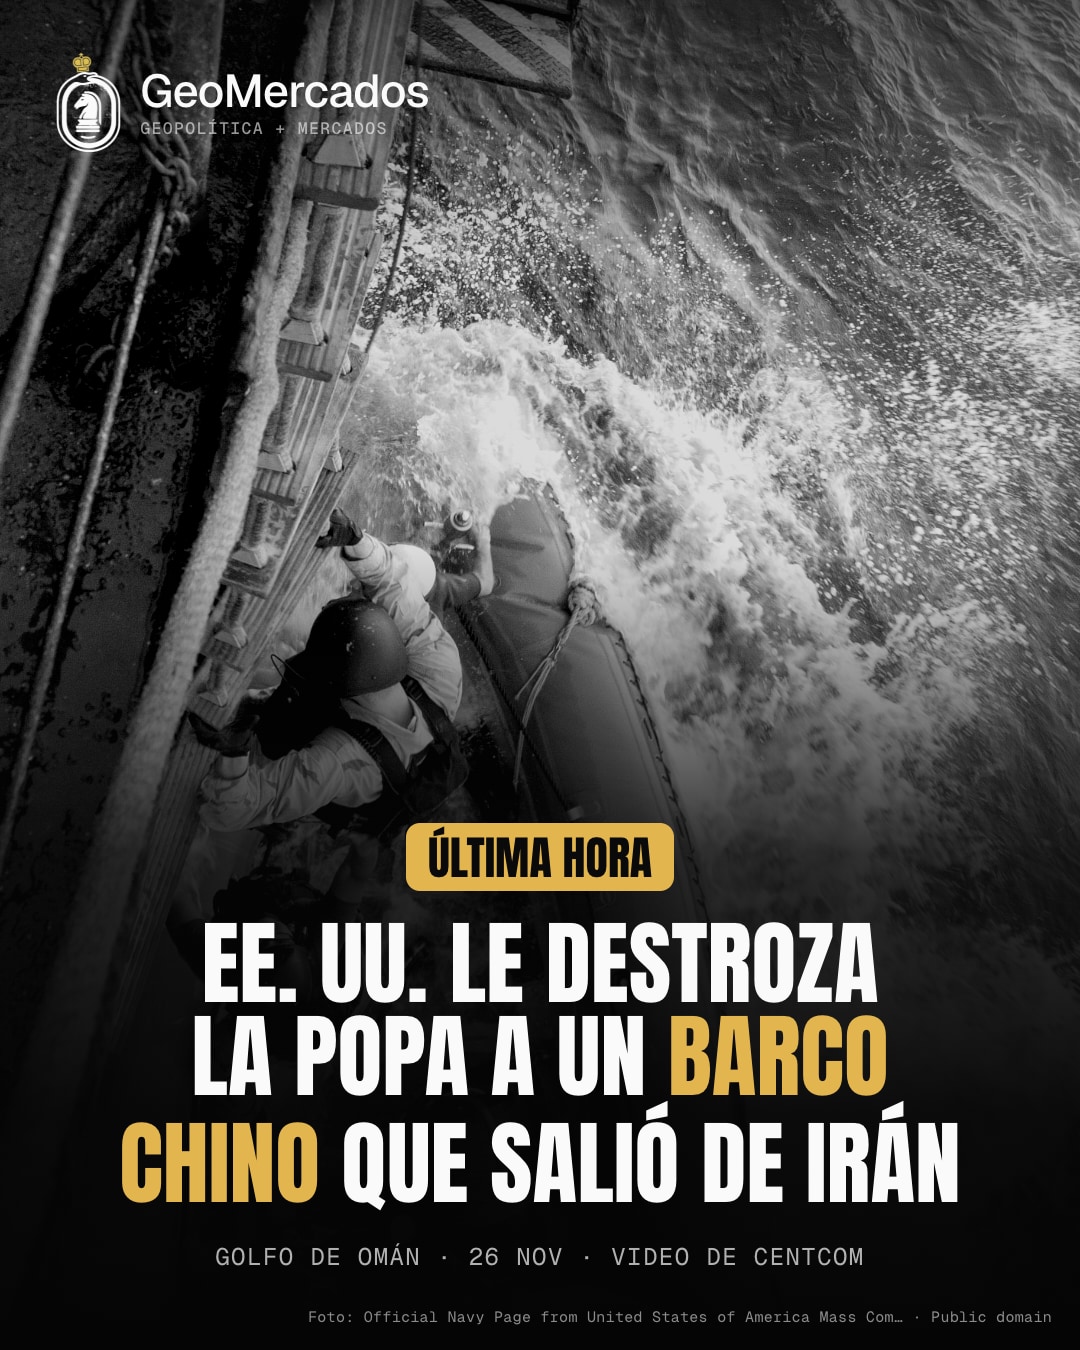 GeoMercados
GEOPOLÍTICA + MERCADOS
ÚLTIMA HORA
EE. UU. LE DESTROZA
LA POPA A UN BARCO
CHINO QUE SALIÓ DE IRÁN
GOLFO DE OMÁN · 26 NOV · VIDEO DE CENTCOM
Foto: Official Navy Page from United States of America Mass Com… · Public domain